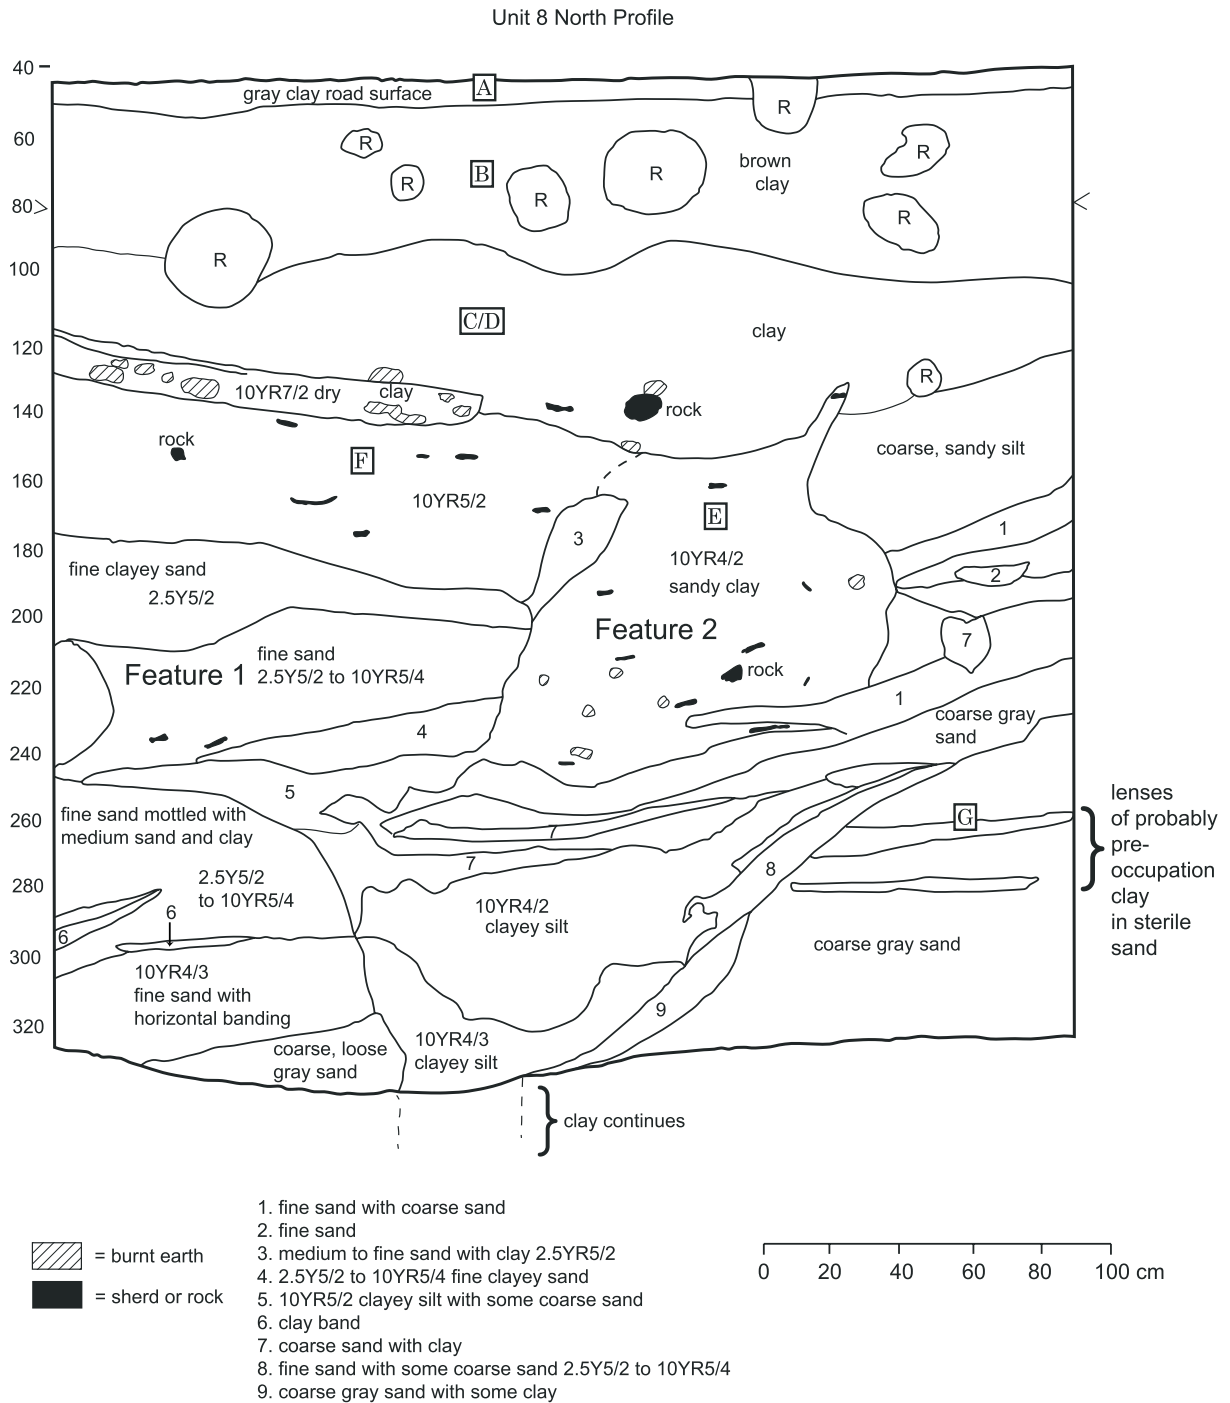 Unit 8 North Profile
40
A
gray clay road surface
R
60
R
R
brown
clay
R
B
R
R
R
80
R
R
100
C/D
clay
120
10YR7/2 dry
clay
R
140
rock
rock
F
coarse, sandy silt
160
10YR5/2
E
1
3
180
10YR4/2
sandy clay
fine clayey sand
2.5Y5/2
2
200
Feature 2
7
fine sand
2.5Y5/2 to 10YR5/4
Feature 1
rock
220
1
coarse gray
sand
4
240
5
fine sand mottled with
medium sand and clay
260
G
lenses
of probably
pre-
occupation
clay
in sterile
sand
7
8
2.5Y5/2
to 10YR5/4
280
6
10YR4/2
clayey silt
6
coarse gray sand
300
10YR4/3
fine sand with
horizontal banding
9
320
coarse, loose
gray sand
10YR4/3
clayey silt
clay continues
= burnt earth
= sherd or rock
1. fine sand with coarse sand
2. fine sand
3. medium to fine sand with clay 2.5YR5/2
4. 2.5Y5/2 to 10YR5/4 fine clayey sand
5. 10YR5/2 clayey silt with some coarse sand
6. clay band
7. coarse sand with clay
8. fine sand with some coarse sand 2.5Y5/2 to 10YR5/4
9. coarse gray sand with some clay
0 20 40 60 80 100 cm